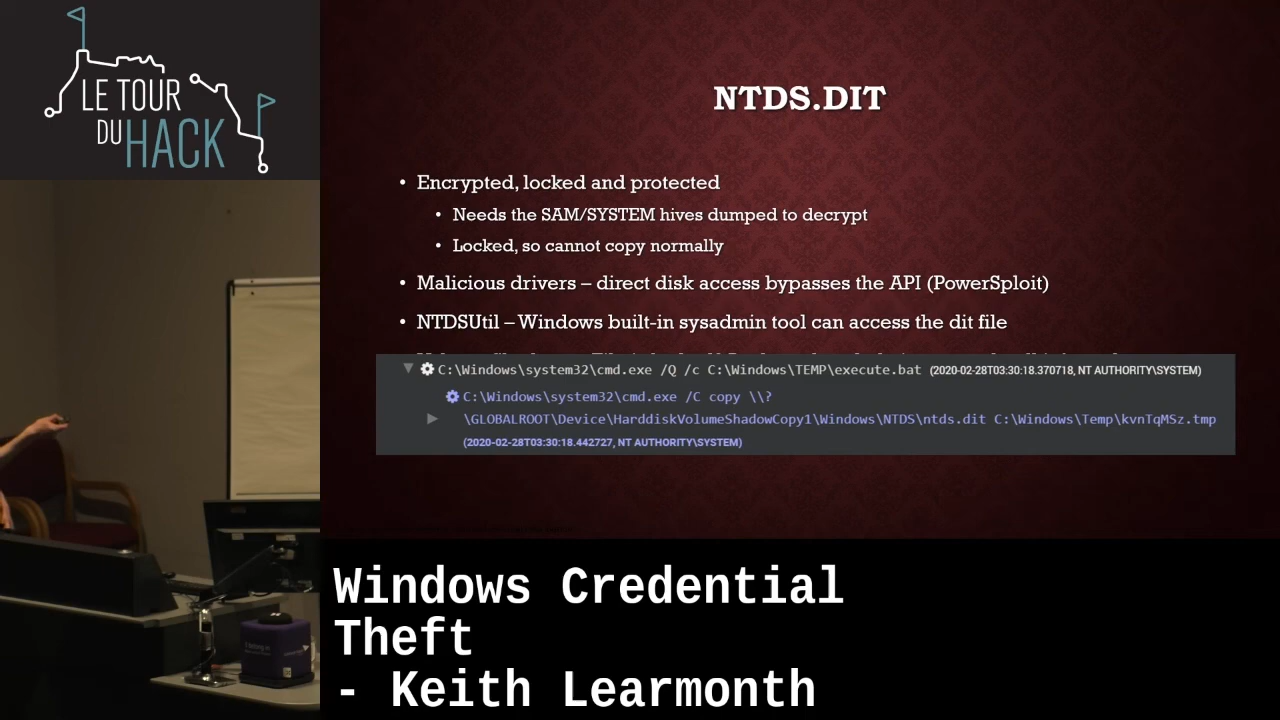 LE TOUR
DU HACK
NTDS.DIT
• Encrypted, locked and protected
• Needs the SAM/SYSTEM hives dumped to decrypt
• Locked, so cannot copy normally
• Malicious drivers – direct disk access bypasses the API (PowerSploit)
• NTDSUtil – Windows built-in sysadmin tool can access the dit file
C:\Windows\system32\cmd.exe /Q /c C:\Windows\TEMP\execute.bat (2020-02-28T03:30:18.370718, NT AUTHORITY\SYSTEM)
C:\Windows\system32\cmd.exe /C copy \\?
\GLOBALROOT\Device\HarddiskVolumeShadowCopy1\Windows\NTDS\ntds.dit C:\Windows\Temp\kvnTqMSz.tmp
(2020-02-28T03:30:18.442727, NT AUTHORITY\SYSTEM)
Windows Credential
Theft
- Keith Learmonth